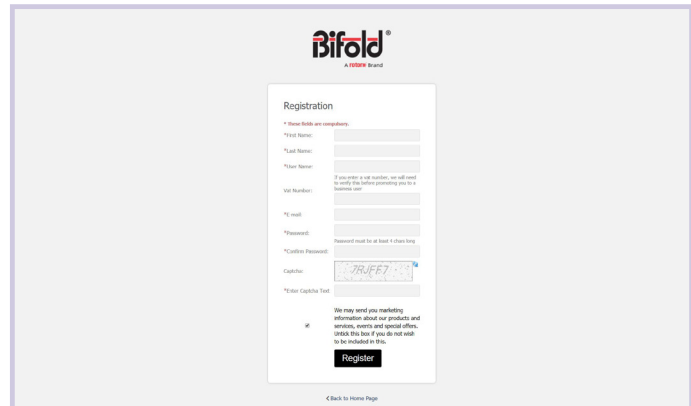 Bifold®
A rotork Brand
Registration
* These fields are compulsory.
*First Name:
*Last Name:
*User Name:
If you enter a vat number, we will need
to verify this before promoting you to a
business user
Vat Number:
*E-mail:
*Password:
Password must be at least 4 chars long
*Confirm Password:
Captcha:
7RJFF7
*Enter Captcha Text
We may send you marketing
information about our products and
services, events and special offers.
Untick this box if you do not wish
to be included in this.
Register
Back to Home Page